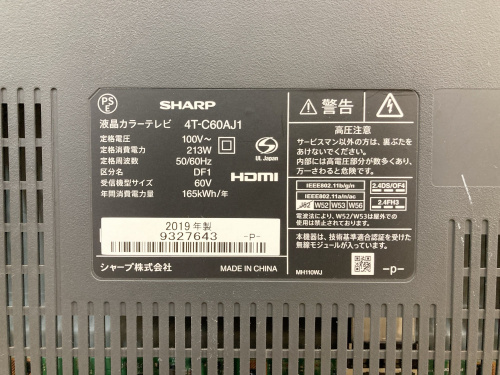 PS
E
SHARP
液晶カラーテレビ 4T-C60AJ1
定格電圧 100V~
定格消費電力 213W
定格周波数 50/60Hz
区分名 DF1
受信機型サイズ 60V
年間消費電力量 165kWh/年
UL Japan
HDMI
2019年製
9327643 -P-
シャープ株式会社 MADE IN CHINA
警告
高圧注意
サービスマン以外の方は、裏ぶたを
あけないでください。
内部には高電圧部分が数多くあり、
万一さわると危険です。
IEEE802.11b/g/n 2.4DS/OF4
IEEE802.11a/n/ac
J52 W52 W53 W56 2.4FH3
電波法により、W52/W53は屋外での
使用は禁止されております。
本機器は、技術基準適合認証を受けた
無線モジュールが入っています。
MH110WJ -P-